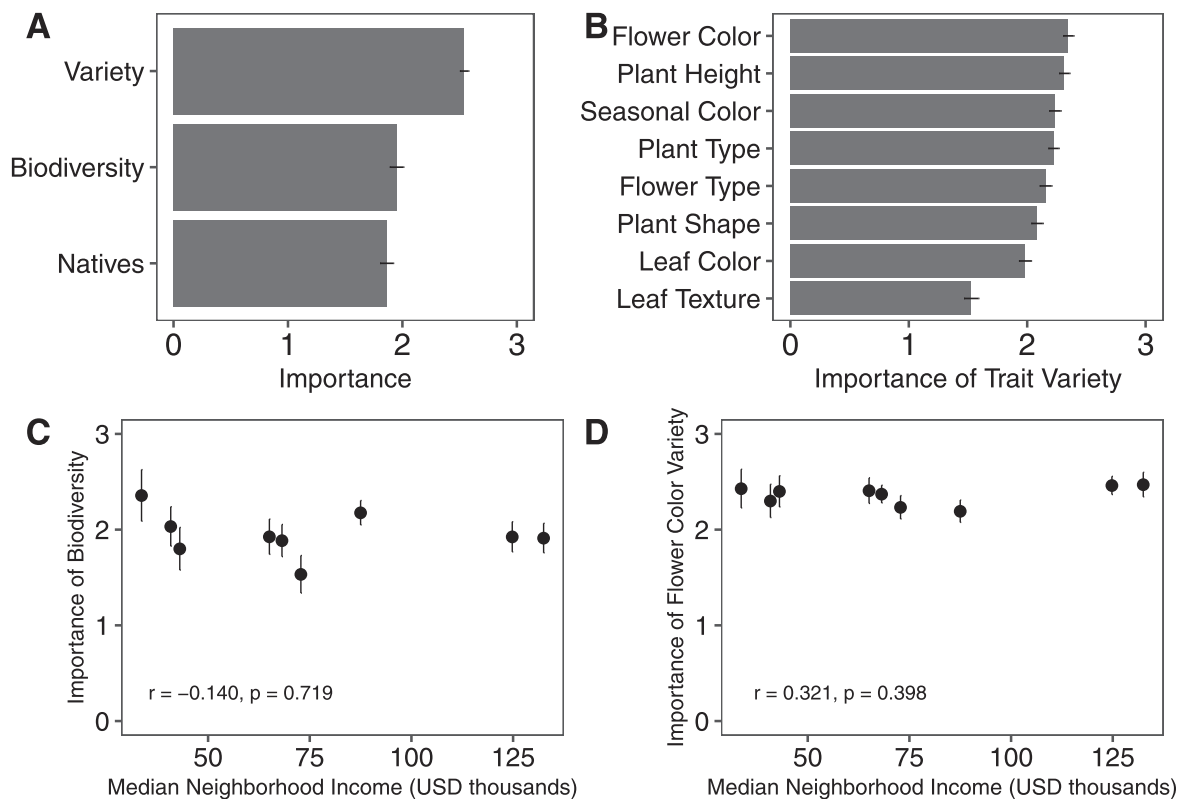 A
Variety
Biodiversity
Natives
0 1 2 3
Importance
B
Flower Color
Plant Height
Seasonal Color
Plant Type
Flower Type
Plant Shape
Leaf Color
Leaf Texture
0 1 2 3
Importance of Trait Variety
C
Importance of Biodiversity
3
2
1
0
r = −0.140, p = 0.719
50 75 100 125
Median Neighborhood Income (USD thousands)
D
Importance of Flower Color Variety
3
2
1
0
r = 0.321, p = 0.398
50 75 100 125
Median Neighborhood Income (USD thousands)